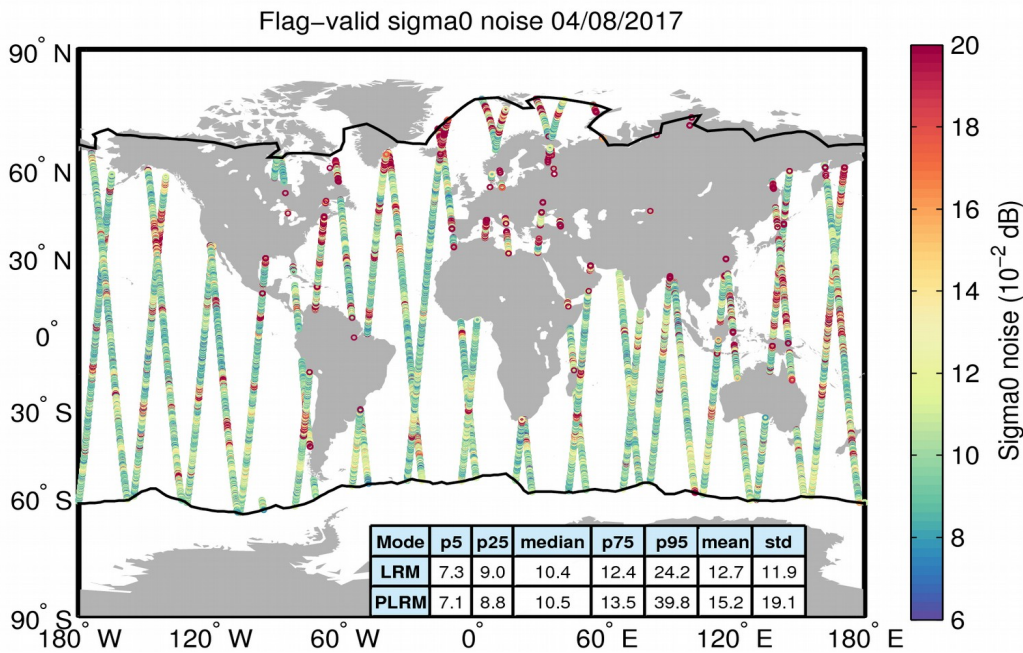 Flag−valid sigma0 noise 04/08/2017
90° N
60° N
30° N
0°
30° S
60° S
90° S
180° W
120° W
60° W
0°
60° E
120° E
180° E
Mode p5 p25 median p75 p95 mean std
LRM 7.3 9.0 10.4 12.4 24.2 12.7 11.9
PLRM 7.1 8.8 10.5 13.5 39.8 15.2 19.1
20
18
16
14
12
10
8
6
Sigma0 noise (10⁻² dB)